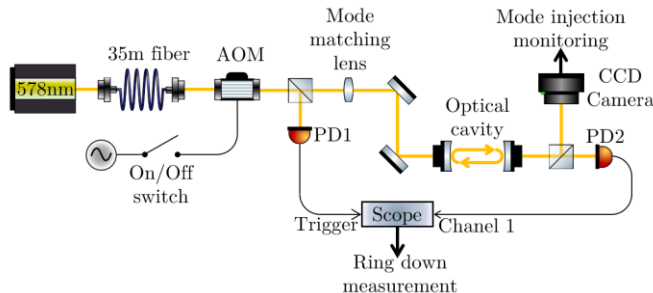 578nm
35m fiber
AOM
Mode
matching
lens
Mode injection
monitoring
CCD
Camera
Optical
cavity
PD1
PD2
On/Off
switch
Trigger
Scope
Chanel 1
Ring down
measurement